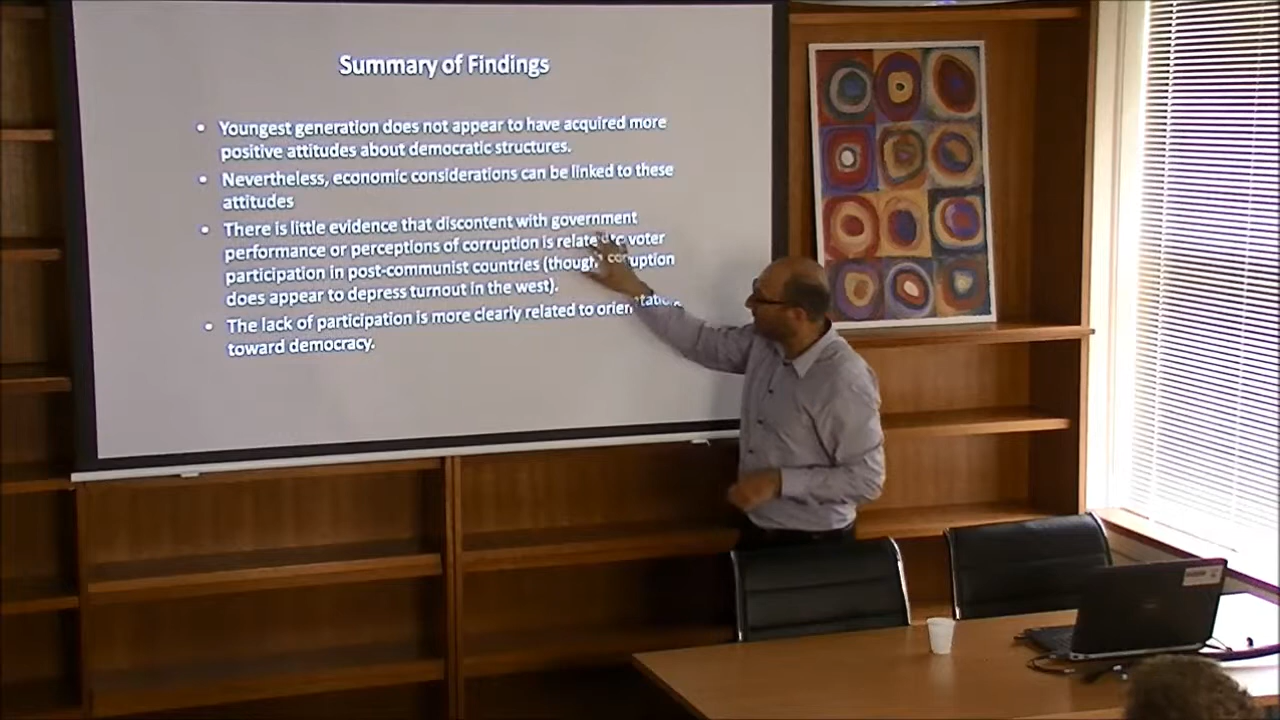 Summary of Findings
• Youngest generation does not appear to have acquired more
positive attitudes about democratic structures.
• Nevertheless, economic considerations can be linked to these
attitudes
• There is little evidence that discontent with government
performance or perceptions of corruption is related to voter
participation in post-communist countries (though corruption
does appear to depress turnout in the west).
• The lack of participation is more clearly related to orientation
toward democracy.